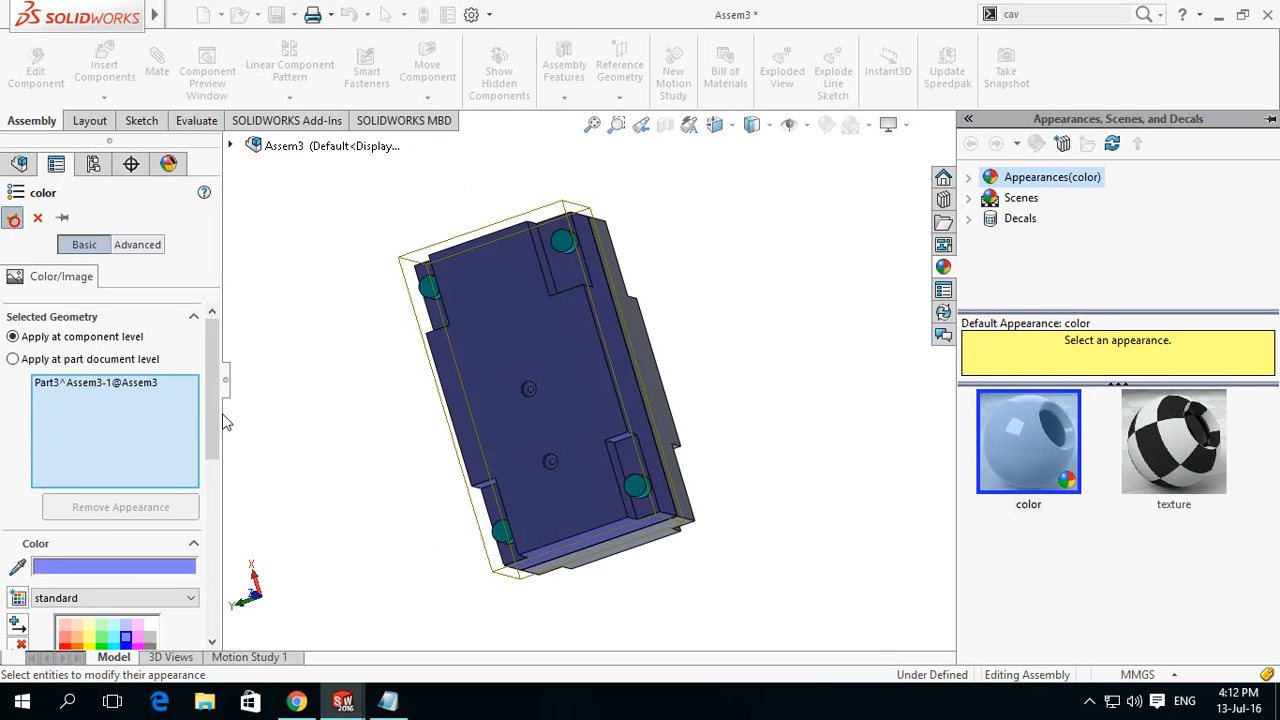 SOLIDWORKS
Assem3 *
cav
Edit Component
Insert Components
Mate
Component Preview Window
Linear Component Pattern
Smart Fasteners
Move Component
Show Hidden Components
Assembly Features
Reference Geometry
New Motion Study
Bill of Materials
Exploded View
Explode Line Sketch
Instant3D
Update Speedpak
Take Snapshot
Assembly
Layout
Sketch
Evaluate
SOLIDWORKS Add-Ins
SOLIDWORKS MBD
Appearances, Scenes, and Decals
Assem3 (Default<Display...
color
Basic
Advanced
Color/Image
Selected Geometry
Apply at component level
Apply at part document level
Part3^Assem3-1@Assem3
Remove Appearance
Color
standard
X
Y
Z
Appearances(color)
Scenes
Decals
Default Appearance: color
Select an appearance.
color
texture
Model
3D Views
Motion Study 1
Select entities to modify their appearance
Under Defined
Editing Assembly
MMGS
SW
2016
ENG
4:12 PM
13-Jul-16